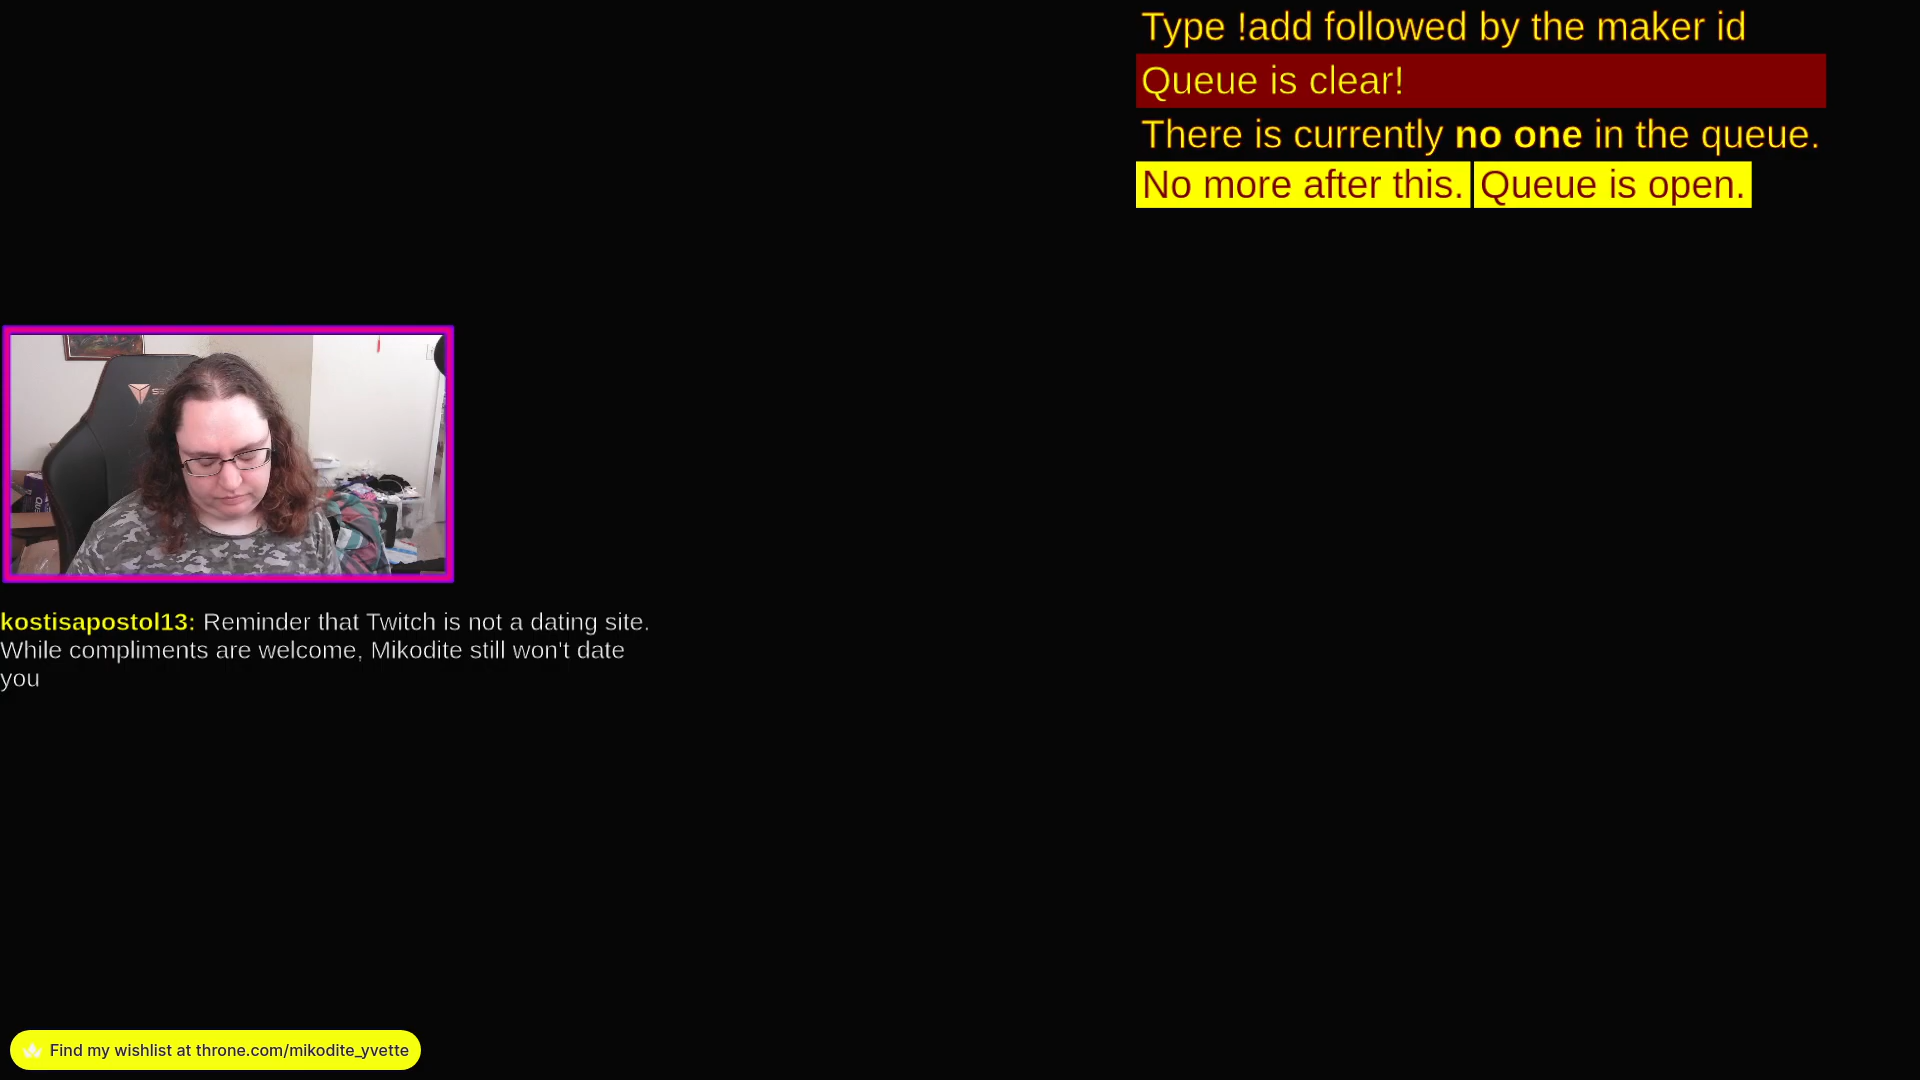 Type !add followed by the maker id
Queue is clear!
There is currently no one in the queue.
No more after this. Queue is open.
kostisapostol13: Reminder that Twitch is not a dating site.
While compliments are welcome, Mikodite still won't date
you
Find my wishlist at throne.com/mikodite_yvette